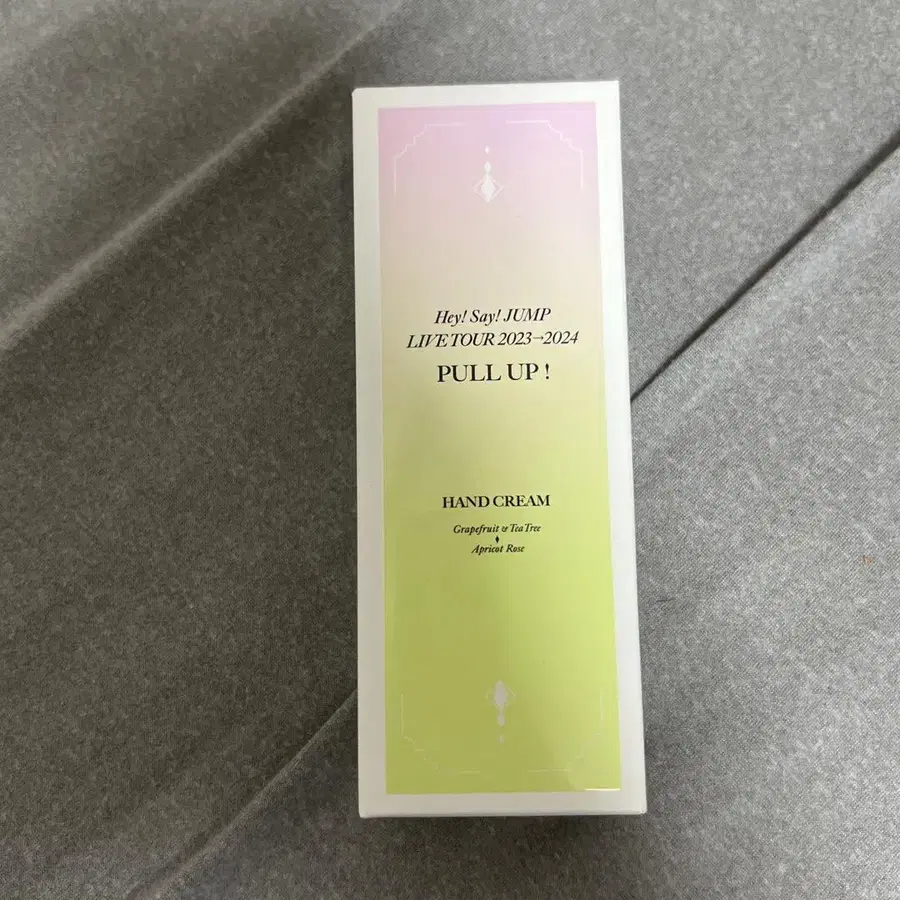 Hey! Say! JUMP
LIVE TOUR 2023→2024
PULL UP !
HAND CREAM
Grapefruit & Tea Tree
Apricot Rose